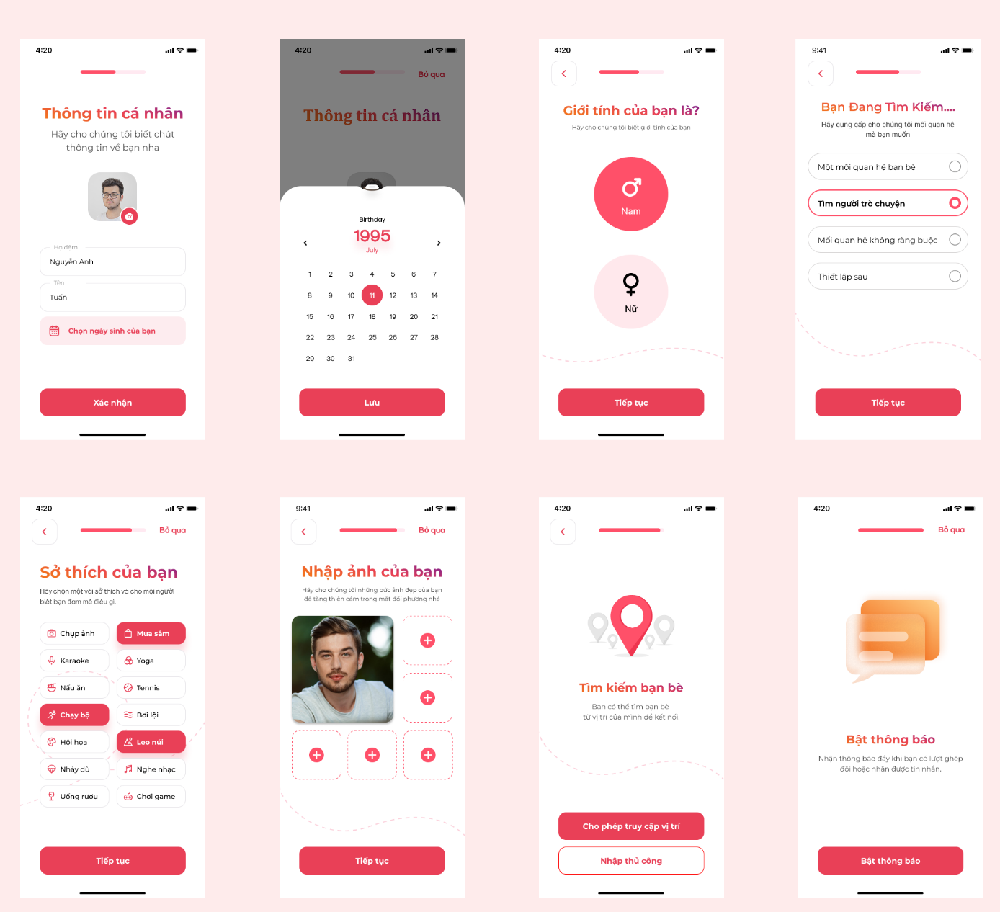 4:20
Thông tin cá nhân
Hãy cho chúng tôi biết chút
thông tin về bạn nha
Họ đệm
Nguyễn Anh
Tên
Tuấn
Chọn ngày sinh của bạn
Xác nhận
4:20
Bỏ qua
Thông tin cá nhân
Birthday
1995
July
1 2 3 4 5 6 7
8 9 10 11 12 13 14
15 16 17 18 19 20 21
22 23 24 25 26 27 28
29 30 31
Lưu
4:20
Giới tính của bạn là?
Hãy cho chúng tôi biết giới tính của bạn
Nam
Nữ
Tiếp tục
9:41
Bạn Đang Tìm Kiếm....
Hãy cung cấp cho chúng tôi mối quan hệ
mà bạn muốn
Một mối quan hệ bạn bè
Tìm người trò chuyện
Mối quan hệ không ràng buộc
Thiết lập sau
Tiếp tục
4:20
Bỏ qua
Sở thích của bạn
Hãy chọn một vài sở thích và cho mọi người
biết bạn đam mê điều gì.
Chụp ảnh
Mua sắm
Karaoke
Yoga
Nấu ăn
Tennis
Chạy bộ
Bơi lội
Hội họa
Leo núi
Nhảy dù
Nghe nhạc
Uống rượu
Chơi game
Tiếp tục
9:41
Bỏ qua
Nhập ảnh của bạn
Hãy cho chúng tôi những bức ảnh đẹp của bạn
để tăng thiện cảm trong mắt đối phương nhé
Tiếp tục
4:20
Tìm kiếm bạn bè
Bạn có thể tìm bạn bè
từ vị trí của mình để kết nối.
Cho phép truy cập vị trí
Nhập thủ công
4:20
Bỏ qua
Bật thông báo
Nhận thông báo đẩy khi bạn có lượt ghép
đôi hoặc nhận được tin nhắn.
Bật thông báo